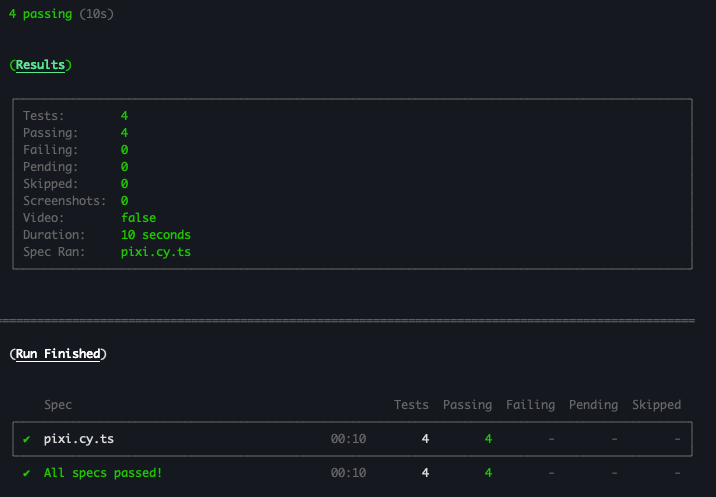 4 passing (10s)
(Results)
Tests: 4
Passing: 4
Failing: 0
Pending: 0
Skipped: 0
Screenshots: 0
Video: false
Duration: 10 seconds
Spec Ran: pixi.cy.ts
(Run Finished)
Spec Tests Passing Failing Pending Skipped
✔ pixi.cy.ts 00:10 4 4 - - -
✔ All specs passed! 00:10 4 4 - - -